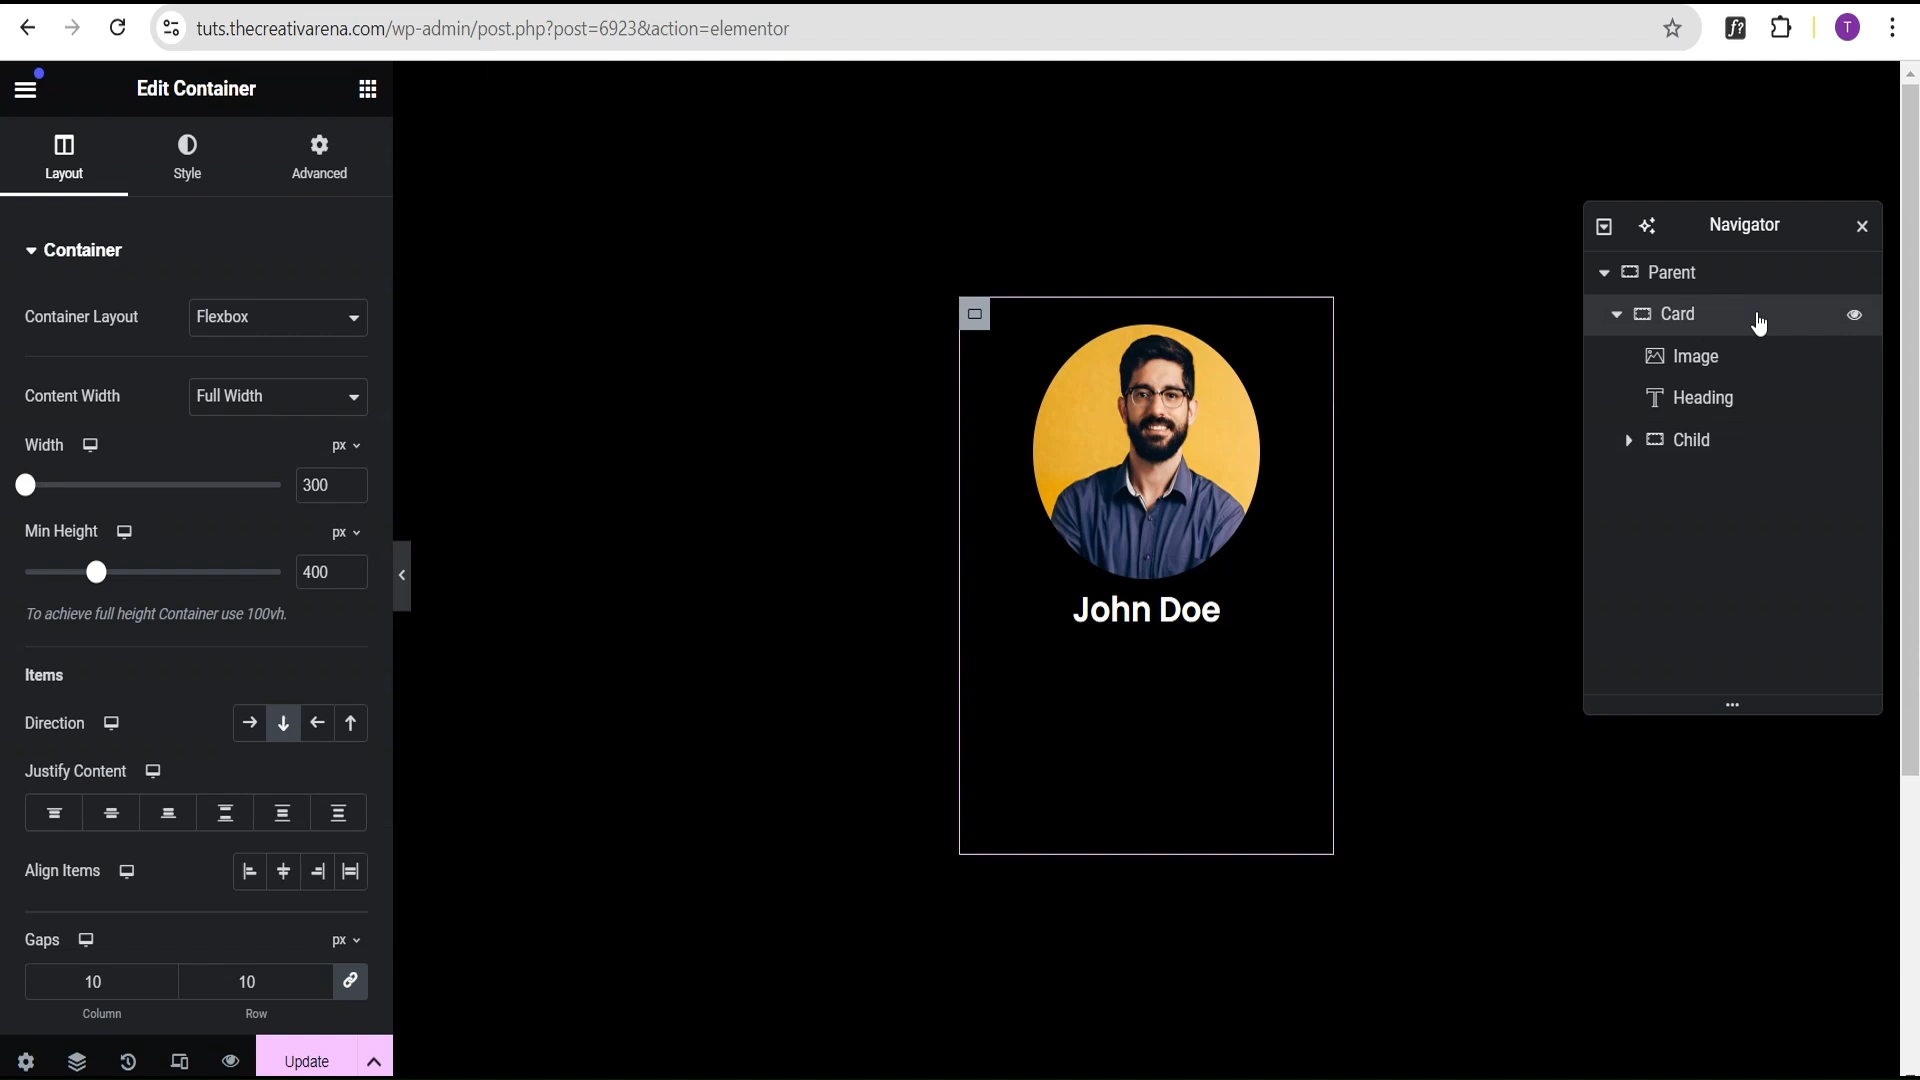 tuts.thecreativarena.com/wp-admin/post.php?post=6923&action=elementor
f?
T
Edit Container
Layout
Style
Advanced
Container
Container Layout
Flexbox
Content Width
Full Width
Width
px
300
Min Height
px
400
To achieve full height Container use 100vh.
Items
Direction
Justify Content
Align Items
Gaps
px
10
10
Column
Row
Update
John Doe
Navigator
Parent
Card
Image
Heading
Child